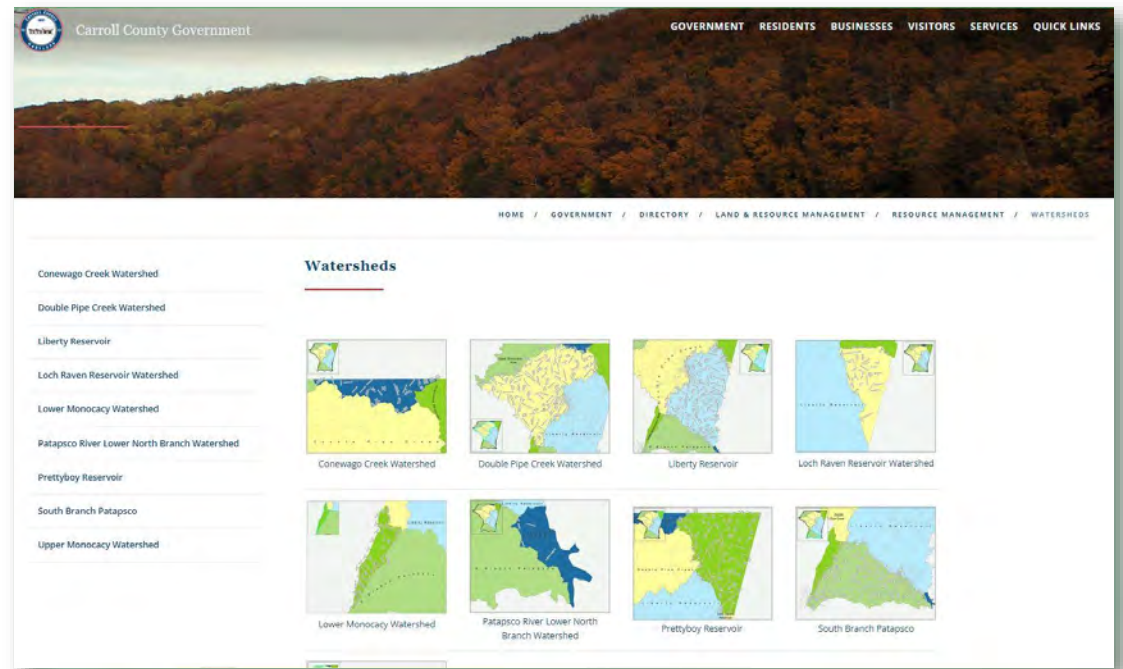 Carroll County Government
GOVERNMENT RESIDENTS BUSINESSES VISITORS SERVICES QUICK LINKS
HOME / GOVERNMENT / DIRECTORY / LAND & RESOURCE MANAGEMENT / RESOURCE MANAGEMENT / WATERSHEDS
Conewago Creek Watershed
Double Pipe Creek Watershed
Liberty Reservoir
Loch Raven Reservoir Watershed
Lower Monocacy Watershed
Patapsco River Lower North Branch Watershed
Prettyboy Reservoir
South Branch Patapsco
Upper Monocacy Watershed
Watersheds
Conewago Creek Watershed
Double Pipe Creek Watershed
Liberty Reservoir
Loch Raven Reservoir Watershed
Lower Monocacy Watershed
Patapsco River Lower North
Branch Watershed
Prettyboy Reservoir
South Branch Patapsco